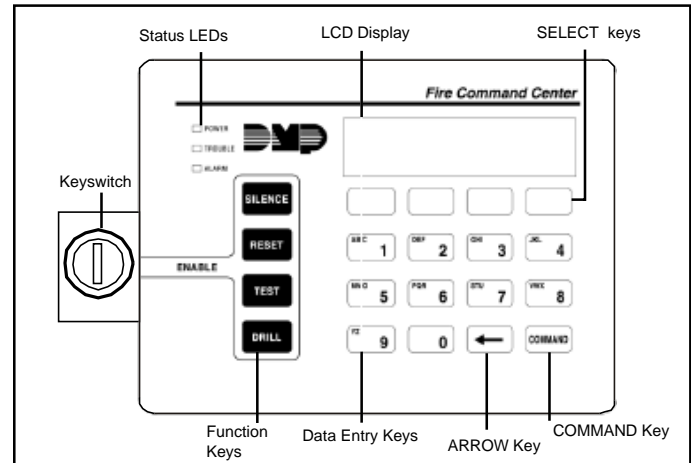 Status LEDs
LCD Display
SELECT keys
Fire Command Center
POWER
TROUBLE
ALARM
DMP
Keyswitch
SILENCE
RESET
ENABLE
TEST
DRILL
ABC 1
DEF 2
GHI 3
JKL 4
MNO 5
PQR 6
STU 7
VWX 8
YZ 9
0
COMMAND
Function
Keys
Data Entry Keys
ARROW Key
COMMAND Key